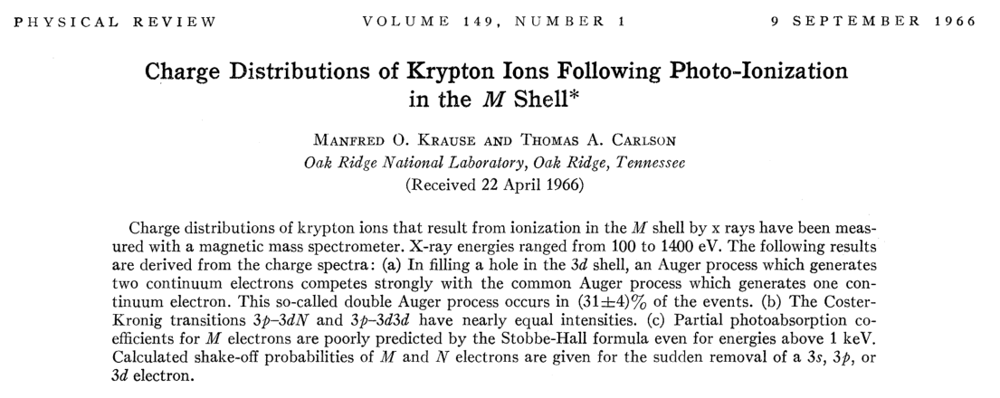 PHYSICAL REVIEW VOLUME 149, NUMBER 1 9 SEPTEMBER 1966
Charge Distributions of Krypton Ions Following Photo-Ionization
in the M Shell*
MANFRED O. KRAUSE AND THOMAS A. CARLSON
Oak Ridge National Laboratory, Oak Ridge, Tennessee
(Received 22 April 1966)
Charge distributions of krypton ions that result from ionization in the M shell by x rays have been meas-
ured with a magnetic mass spectrometer. X-ray energies ranged from 100 to 1400 eV. The following results
are derived from the charge spectra: (a) In filling a hole in the 3d shell, an Auger process which generates
two continuum electrons competes strongly with the common Auger process which generates one con-
tinuum electron. This so-called double Auger process occurs in (31±4)% of the events. (b) The Coster-
Kronig transitions 3p–3dN and 3p–3d3d have nearly equal intensities. (c) Partial photoabsorption co-
efficients for M electrons are poorly predicted by the Stobbe-Hall formula even for energies above 1 keV.
Calculated shake-off probabilities of M and N electrons are given for the sudden removal of a 3s, 3p, or
3d electron.